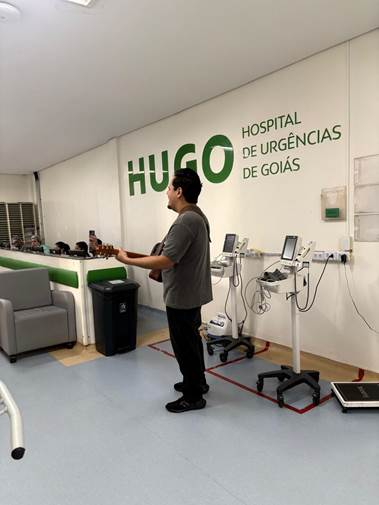 HUGO
HOSPITAL
DE URGÊNCIAS
DE GOIÁS